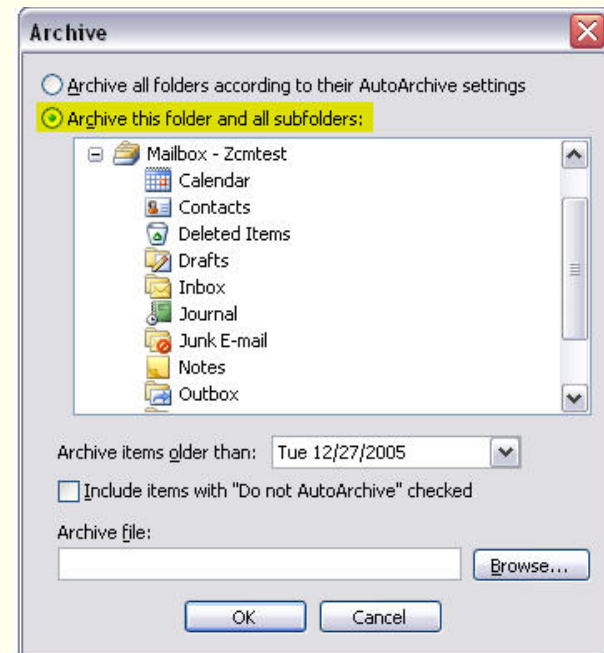 Archive
Archive all folders according to their AutoArchive settings
Archive this folder and all subfolders:
Mailbox - Zcmtest
Calendar
Contacts
Deleted Items
Drafts
Inbox
Journal
Junk E-mail
Notes
Outbox
Archive items older than: Tue 12/27/2005
Include items with "Do not AutoArchive" checked
Archive file:
Browse...
OK Cancel